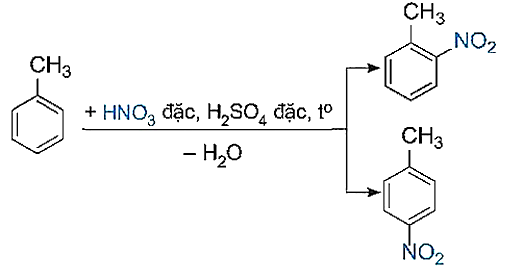 CH₃
+ HNO₃ đặc, H₂SO₄ đặc, tº
– H₂O
CH₃
NO₂
CH₃
NO₂